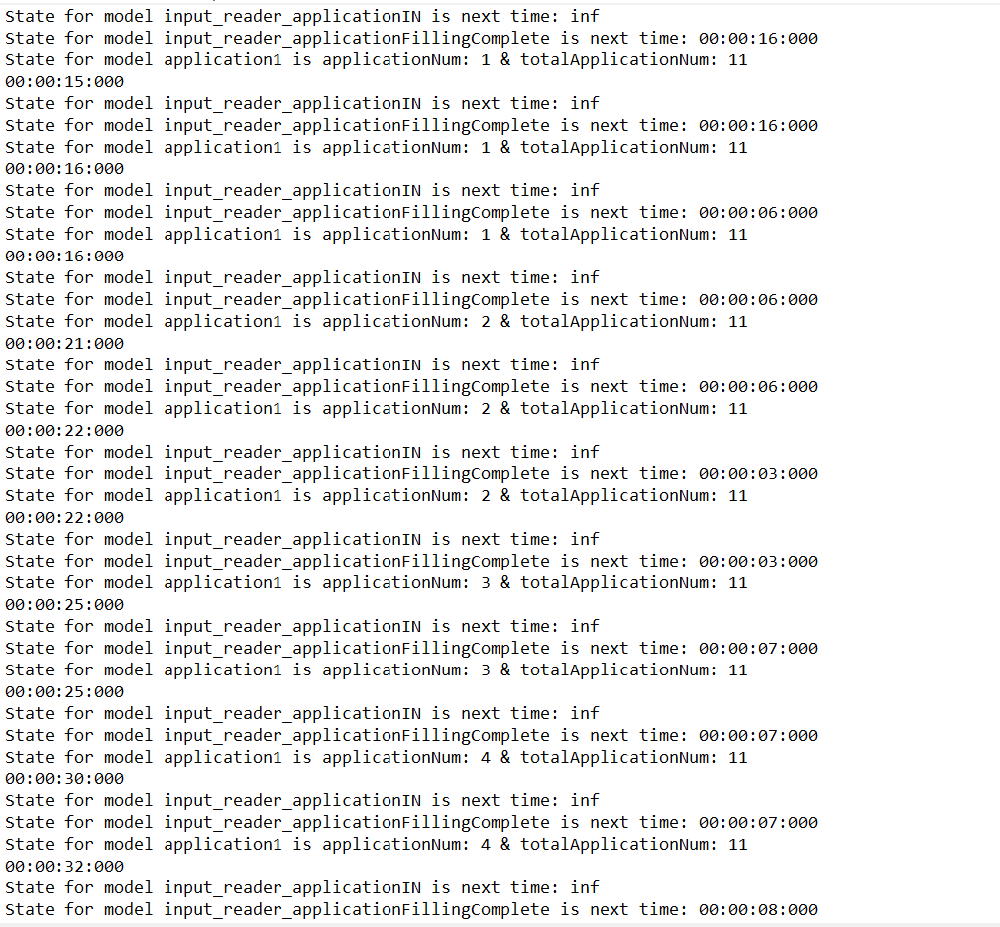 State for model input_reader_applicationIN is next time: inf
State for model input_reader_applicationFillingComplete is next time: 00:00:16:000
State for model application1 is applicationNum: 1 & totalApplicationNum: 11
00:00:15:000
State for model input_reader_applicationIN is next time: inf
State for model input_reader_applicationFillingComplete is next time: 00:00:16:000
State for model application1 is applicationNum: 1 & totalApplicationNum: 11
00:00:16:000
State for model input_reader_applicationIN is next time: inf
State for model input_reader_applicationFillingComplete is next time: 00:00:06:000
State for model application1 is applicationNum: 1 & totalApplicationNum: 11
00:00:16:000
State for model input_reader_applicationIN is next time: inf
State for model input_reader_applicationFillingComplete is next time: 00:00:06:000
State for model application1 is applicationNum: 2 & totalApplicationNum: 11
00:00:21:000
State for model input_reader_applicationIN is next time: inf
State for model input_reader_applicationFillingComplete is next time: 00:00:06:000
State for model application1 is applicationNum: 2 & totalApplicationNum: 11
00:00:22:000
State for model input_reader_applicationIN is next time: inf
State for model input_reader_applicationFillingComplete is next time: 00:00:03:000
State for model application1 is applicationNum: 2 & totalApplicationNum: 11
00:00:22:000
State for model input_reader_applicationIN is next time: inf
State for model input_reader_applicationFillingComplete is next time: 00:00:03:000
State for model application1 is applicationNum: 3 & totalApplicationNum: 11
00:00:25:000
State for model input_reader_applicationIN is next time: inf
State for model input_reader_applicationFillingComplete is next time: 00:00:07:000
State for model application1 is applicationNum: 3 & totalApplicationNum: 11
00:00:25:000
State for model input_reader_applicationIN is next time: inf
State for model input_reader_applicationFillingComplete is next time: 00:00:07:000
State for model application1 is applicationNum: 4 & totalApplicationNum: 11
00:00:30:000
State for model input_reader_applicationIN is next time: inf
State for model input_reader_applicationFillingComplete is next time: 00:00:07:000
State for model application1 is applicationNum: 4 & totalApplicationNum: 11
00:00:32:000
State for model input_reader_applicationIN is next time: inf
State for model input_reader_applicationFillingComplete is next time: 00:00:08:000